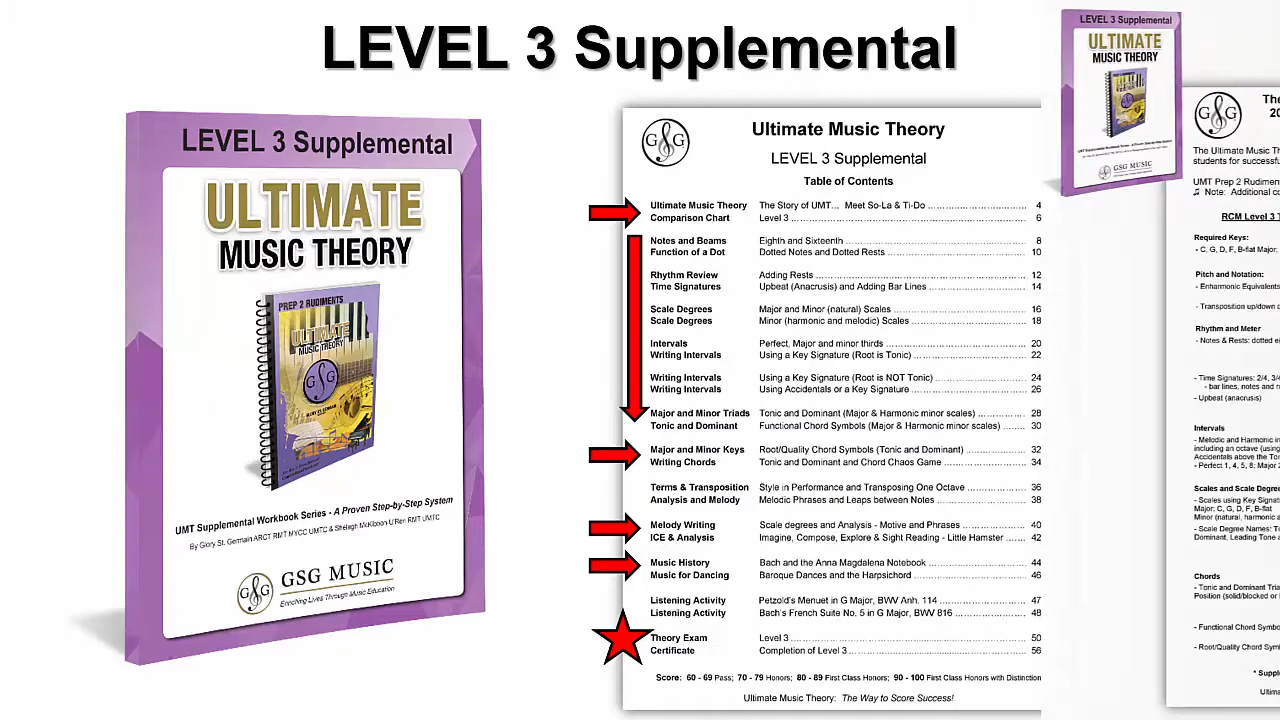 LEVEL 3 Supplemental
LEVEL 3 Supplemental
ULTIMATE
MUSIC THEORY
PREP 2 RUDIMENTS
ULTIMATE
MUSIC THEORY
UMT Supplemental Workbook Series - A Proven Step-by-Step System
By Glory St. Germain ARCT RMT MYCC UMTC & Shelagh McKibbon-U'Ren RMT UMTC
GSG MUSIC
Enriching Lives Through Music Education
G G
Ultimate Music Theory
LEVEL 3 Supplemental
Table of Contents
Ultimate Music Theory The Story of UMT... Meet So-La & Ti-Do 4
Comparison Chart Level 3 6
Notes and Beams Eighth and Sixteenth 8
Function of a Dot Dotted Notes and Dotted Rests 10
Rhythm Review Adding Rests 12
Time Signatures Upbeat (Anacrusis) and Adding Bar Lines 14
Scale Degrees Major and Minor (natural) Scales 16
Scale Degrees Minor (harmonic and melodic) Scales 18
Intervals Perfect, Major and minor thirds 20
Writing Intervals Using a Key Signature (Root is Tonic) 22
Writing Intervals Using a Key Signature (Root is NOT Tonic) 24
Writing Intervals Using Accidentals or a Key Signature 26
Major and Minor Triads Tonic and Dominant (Major & Harmonic minor scales) 28
Tonic and Dominant Functional Chord Symbols (Major & Harmonic minor scales) 30
Major and Minor Keys Root/Quality Chord Symbols (Tonic and Dominant) 32
Writing Chords Tonic and Dominant and Chord Chaos Game 34
Terms & Transposition Style in Performance and Transposing One Octave 36
Analysis and Melody Melodic Phrases and Leaps between Notes 38
Melody Writing Scale degrees and Analysis - Motive and Phrases 40
ICE & Analysis Imagine, Compose, Explore & Sight Reading - Little Hamster 42
Music History Bach and the Anna Magdalena Notebook 44
Music for Dancing Baroque Dances and the Harpsichord 46
Listening Activity Petzold's Menuet in G Major, BWV Anh. 114 47
Listening Activity Bach's French Suite No. 5 in G Major, BWV 816 48
Theory Exam Level 3 50
Certificate Completion of Level 3 56
Score: 60 - 69 Pass; 70 - 79 Honors; 80 - 89 First Class Honors; 90 - 100 First Class Honors with Distinction
Ultimate Music Theory: The Way to Score Success!
LEVEL 3 Supplemental
ULTIMATE
MUSIC THEORY
GSG MUSIC
G G
The
20
The Ultimate Music Th
students for successfu
UMT Prep 2 Rudiment
Note: Additional c
RCM Level 3 T
Required Keys:
- C, G, D, F, B-flat Major;
Pitch and Notation:
- Enharmonic Equivalents
- Transposition up/down o
Rhythm and Meter
- Notes & Rests: dotted ei
- Time Signatures: 2/4, 3/4
- bar lines, notes and r
- Upbeat (anacrusis)
Intervals
- Melodic and Harmonic in
including an octave (using
Accidentals above the Ton
- Perfect 1, 4, 5, 8; Major 2
Scales and Scale Degree
- Scales using Key Signat
Major: C, G, D, F, B-flat
Minor (natural, harmonic a
- Scale Degree Names: To
Dominant, Leading Tone a
Chords
- Tonic and Dominant Triad
Position (solid/blocked or b
- Functional Chord Symbo
- Root/Quality Chord Symb
* Supple
Ultima